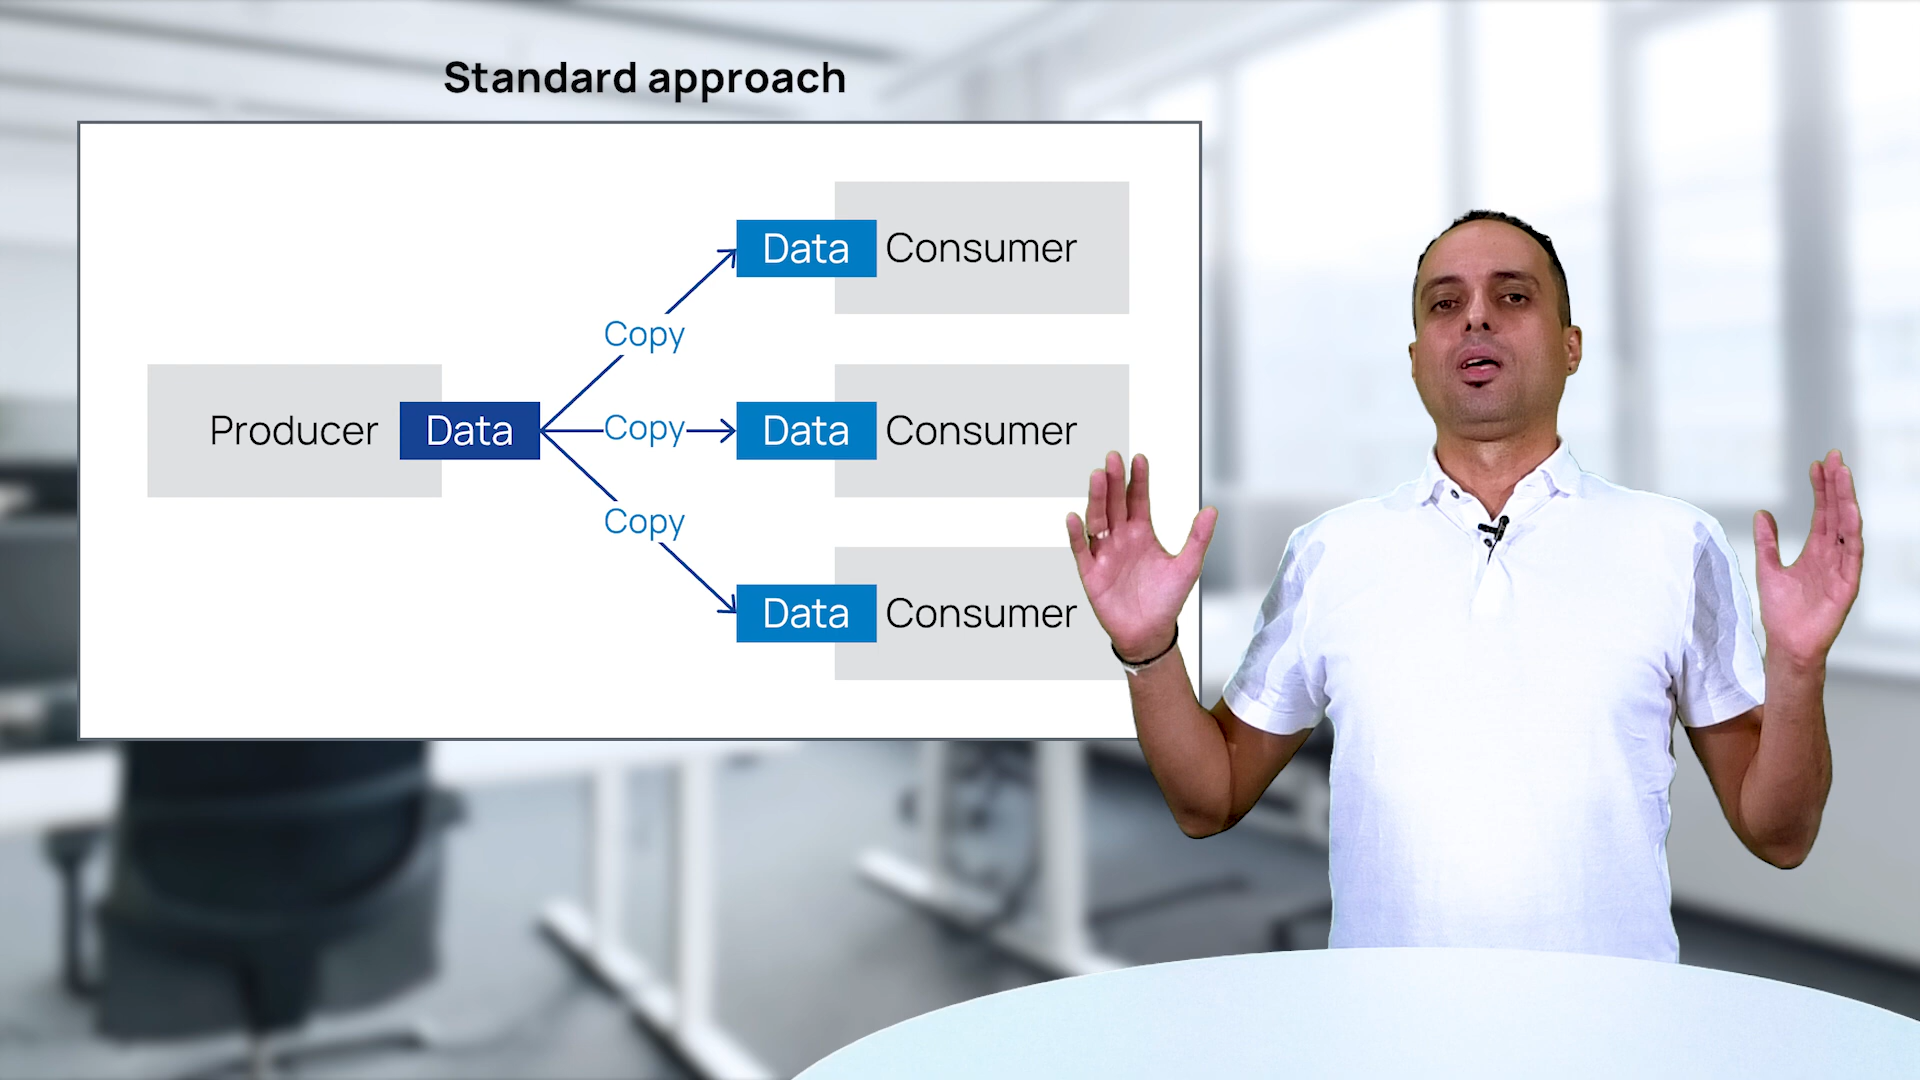 Standard approach
Data Consumer
Copy
Producer Data
Copy
Data Consumer
Copy
Data Consumer